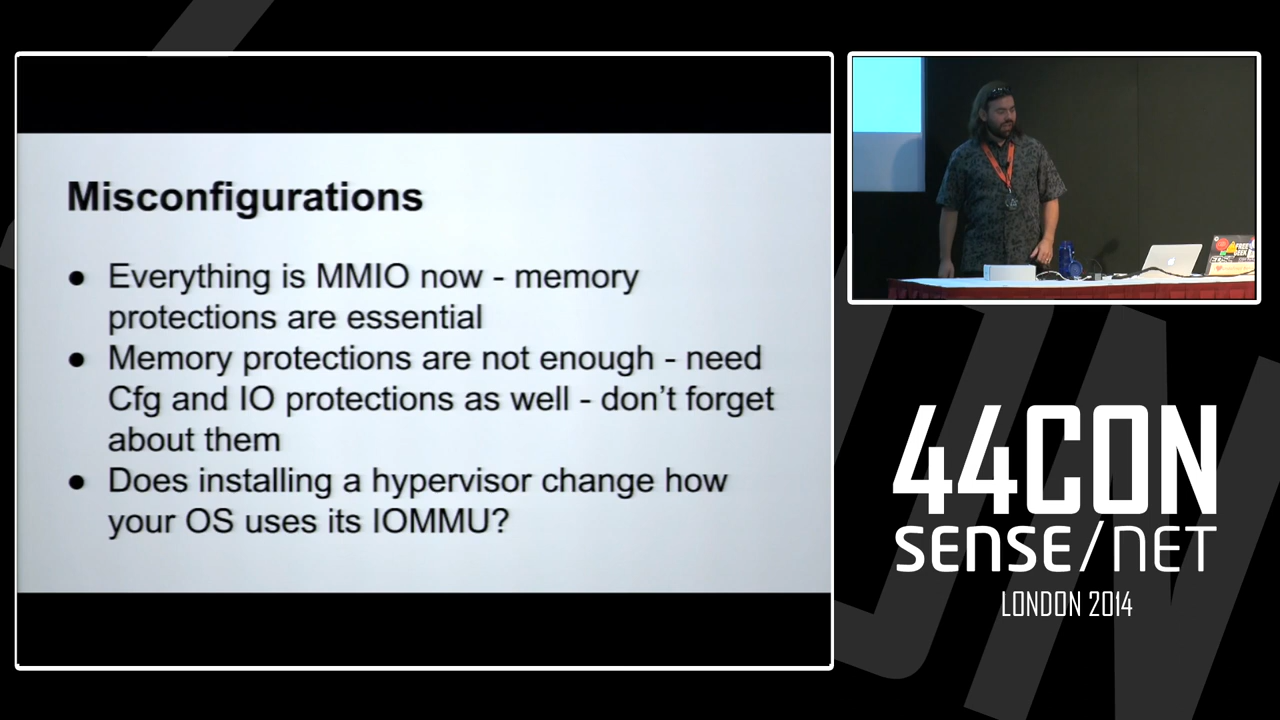 Misconfigurations
● Everything is MMIO now - memory
protections are essential
● Memory protections are not enough - need
Cfg and IO protections as well - don't forget
about them
● Does installing a hypervisor change how
your OS uses its IOMMU?
44CON
SENSE/NET
LONDON 2014